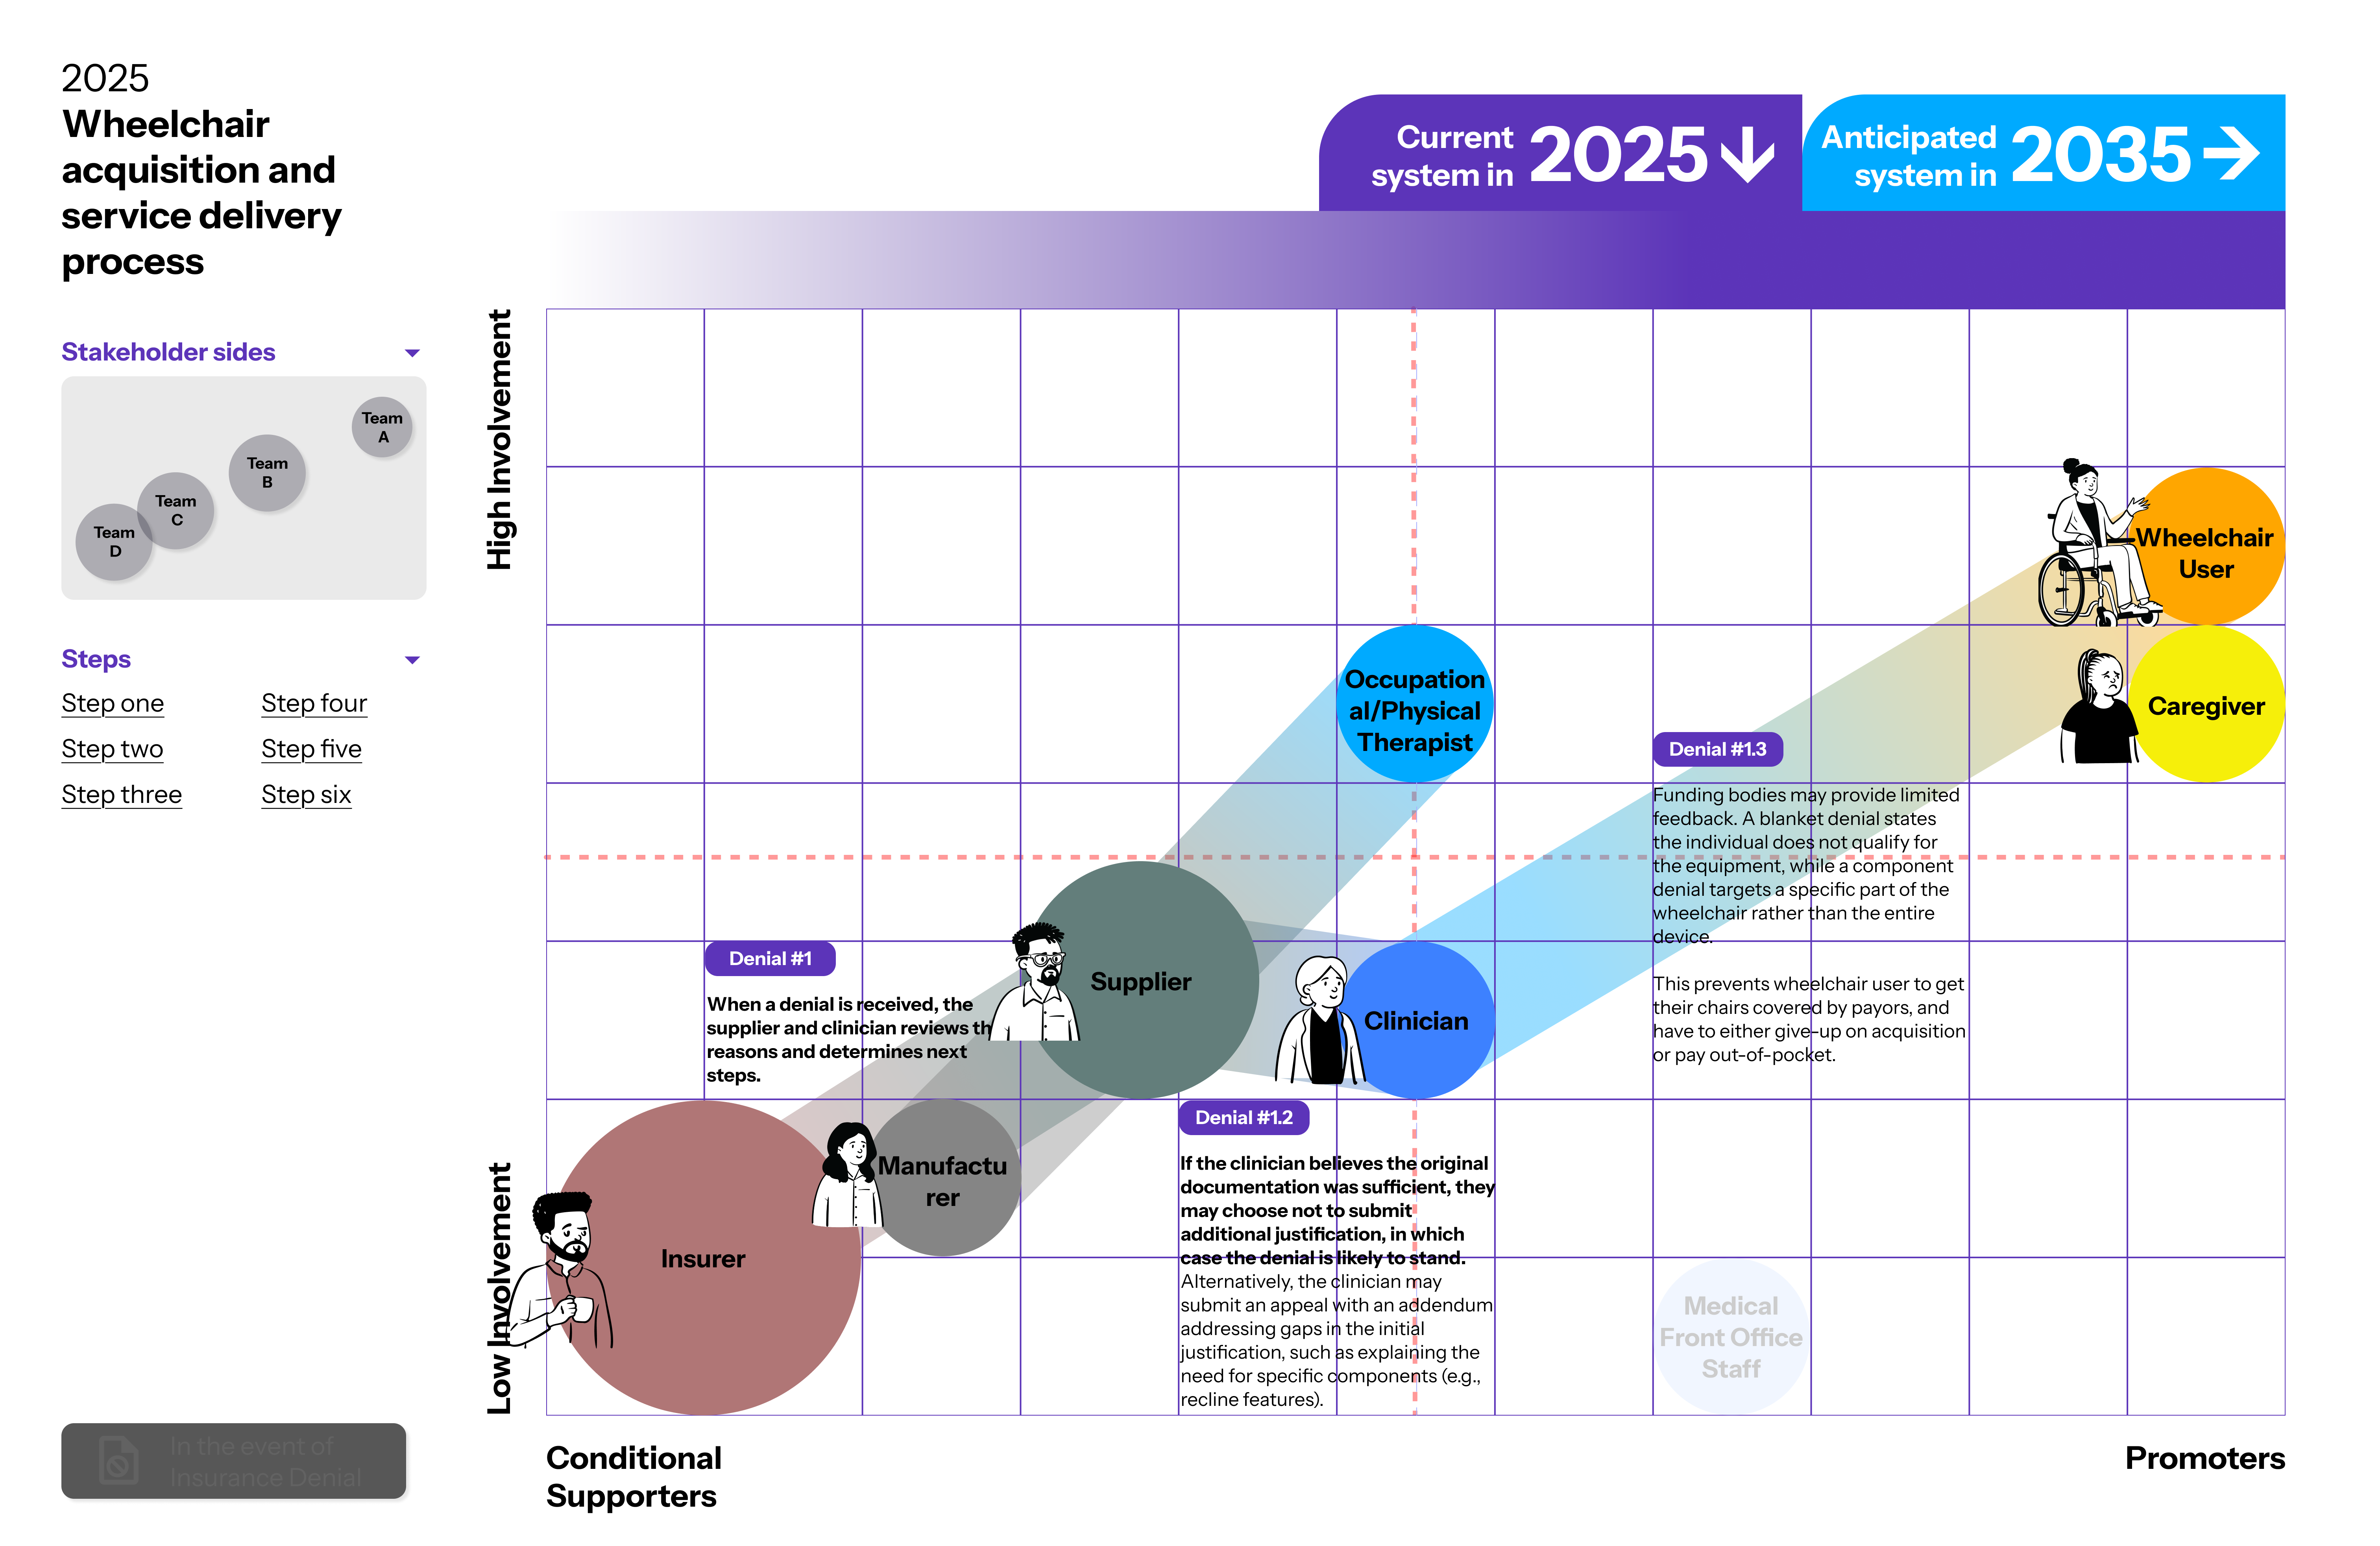 2025
Wheelchair
acquisition and
service delivery
process
Current
system in
2025
Anticipated
system in
2035
Stakeholder sides
Team
A
Team
B
Team
C
Team
D
Steps
Step one
Step four
Step two
Step five
Step three
Step six
In the event of
Insurance Denial
High Involvement
Low Involvement
Wheelchair
User
Occupation
al/Physical
Therapist
Caregiver
Denial #1.3
Funding bodies may provide limited
feedback. A blanket denial states
the individual does not qualify for
the equipment, while a component
denial targets a specific part of the
wheelchair rather than the entire
device.
This prevents wheelchair user to get
their chairs covered by payors, and
have to either give-up on acquisition
or pay out-of-pocket.
Denial #1
When a denial is received, the
supplier and clinician reviews th
reasons and determines next
steps.
Supplier
Clinician
Manufactu
rer
Insurer
Denial #1.2
If the clinician believes the original
documentation was sufficient, they
may choose not to submit
additional justification, in which
case the denial is likely to stand.
Alternatively, the clinician may
submit an appeal with an addendum
addressing gaps in the initial
justification, such as explaining the
need for specific components (e.g.,
recline features).
Medical
Front Office
Staff
Conditional
Supporters
Promoters